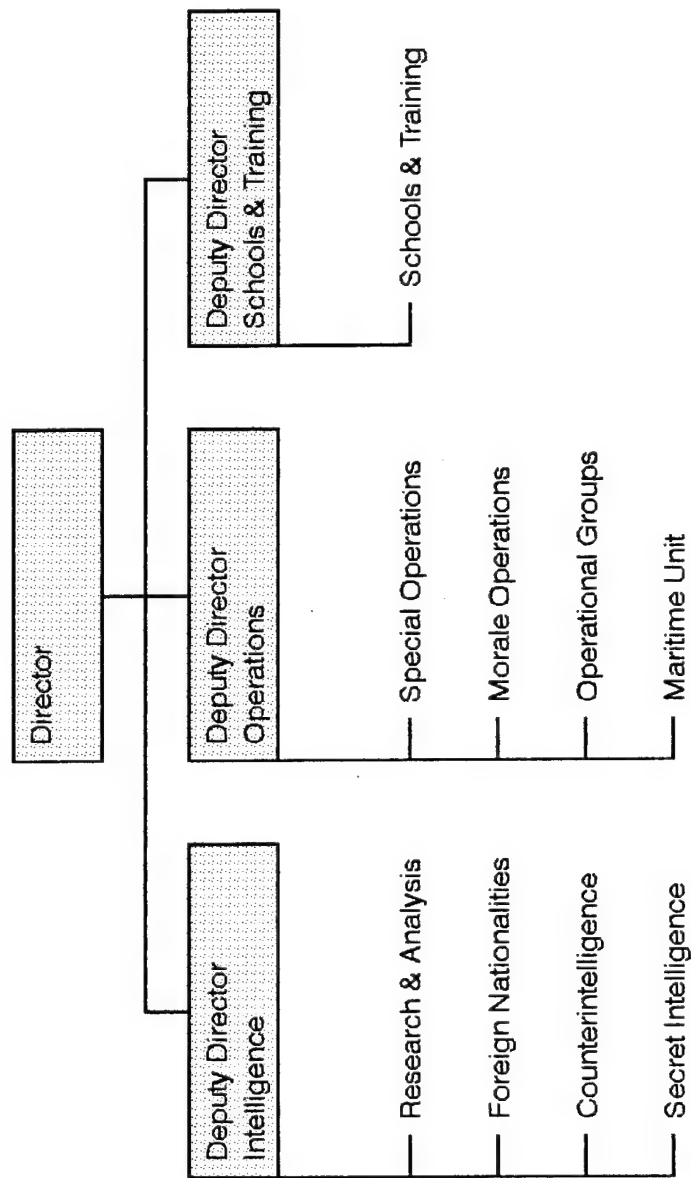 Director
Deputy Director
Intelligence
Research & Analysis
Foreign Nationalities
Counterintelligence
Secret Intelligence
Deputy Director
Operations
Special Operations
Morale Operations
Operational Groups
Maritime Unit
Deputy Director
Schools & Training
Schools & Training